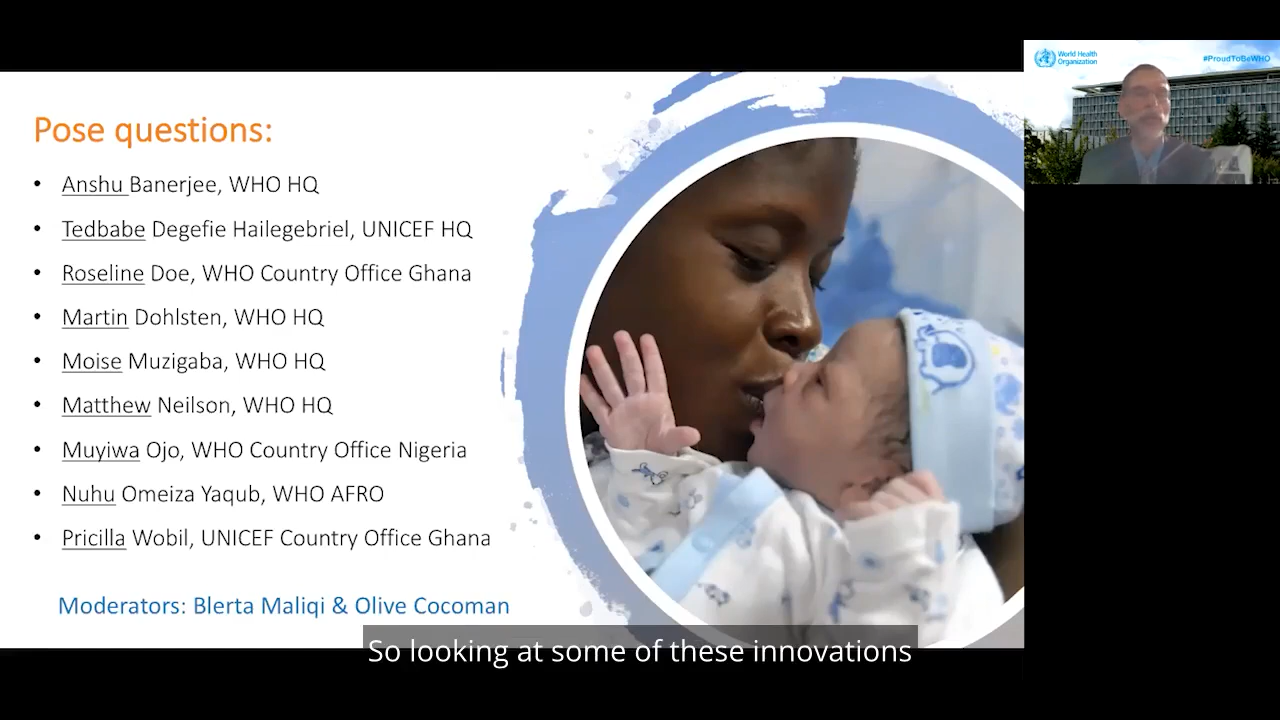 Pose questions:
• Anshu Banerjee, WHO HQ
• Tedbabe Degefie Hailegebriel, UNICEF HQ
• Roseline Doe, WHO Country Office Ghana
• Martin Dohlsten, WHO HQ
• Moise Muzigaba, WHO HQ
• Matthew Neilson, WHO HQ
• Muyiwa Ojo, WHO Country Office Nigeria
• Nuhu Omeiza Yaqub, WHO AFRO
• Pricilla Wobil, UNICEF Country Office Ghana
Moderators: Blerta Maliqi & Olive Cocoman
So looking at some of these innovations
World Health
Organization
#ProudToBeWHO